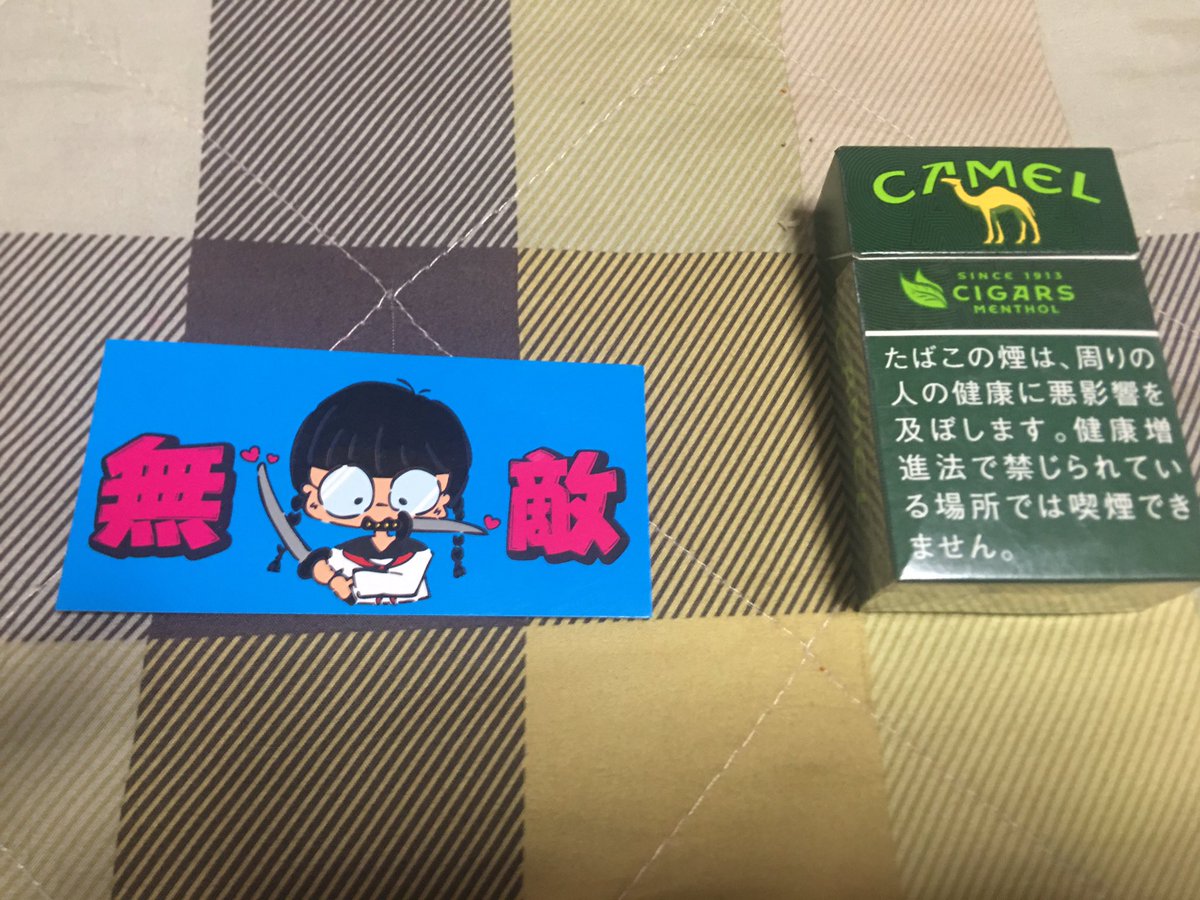 無敵
CAMEL
SINCE 1913
CIGARS
MENTHOL
たばこの煙は、周りの
人の健康に悪影響を
及ぼします。健康増
進法で禁じられてい
る場所では喫煙でき
ません。